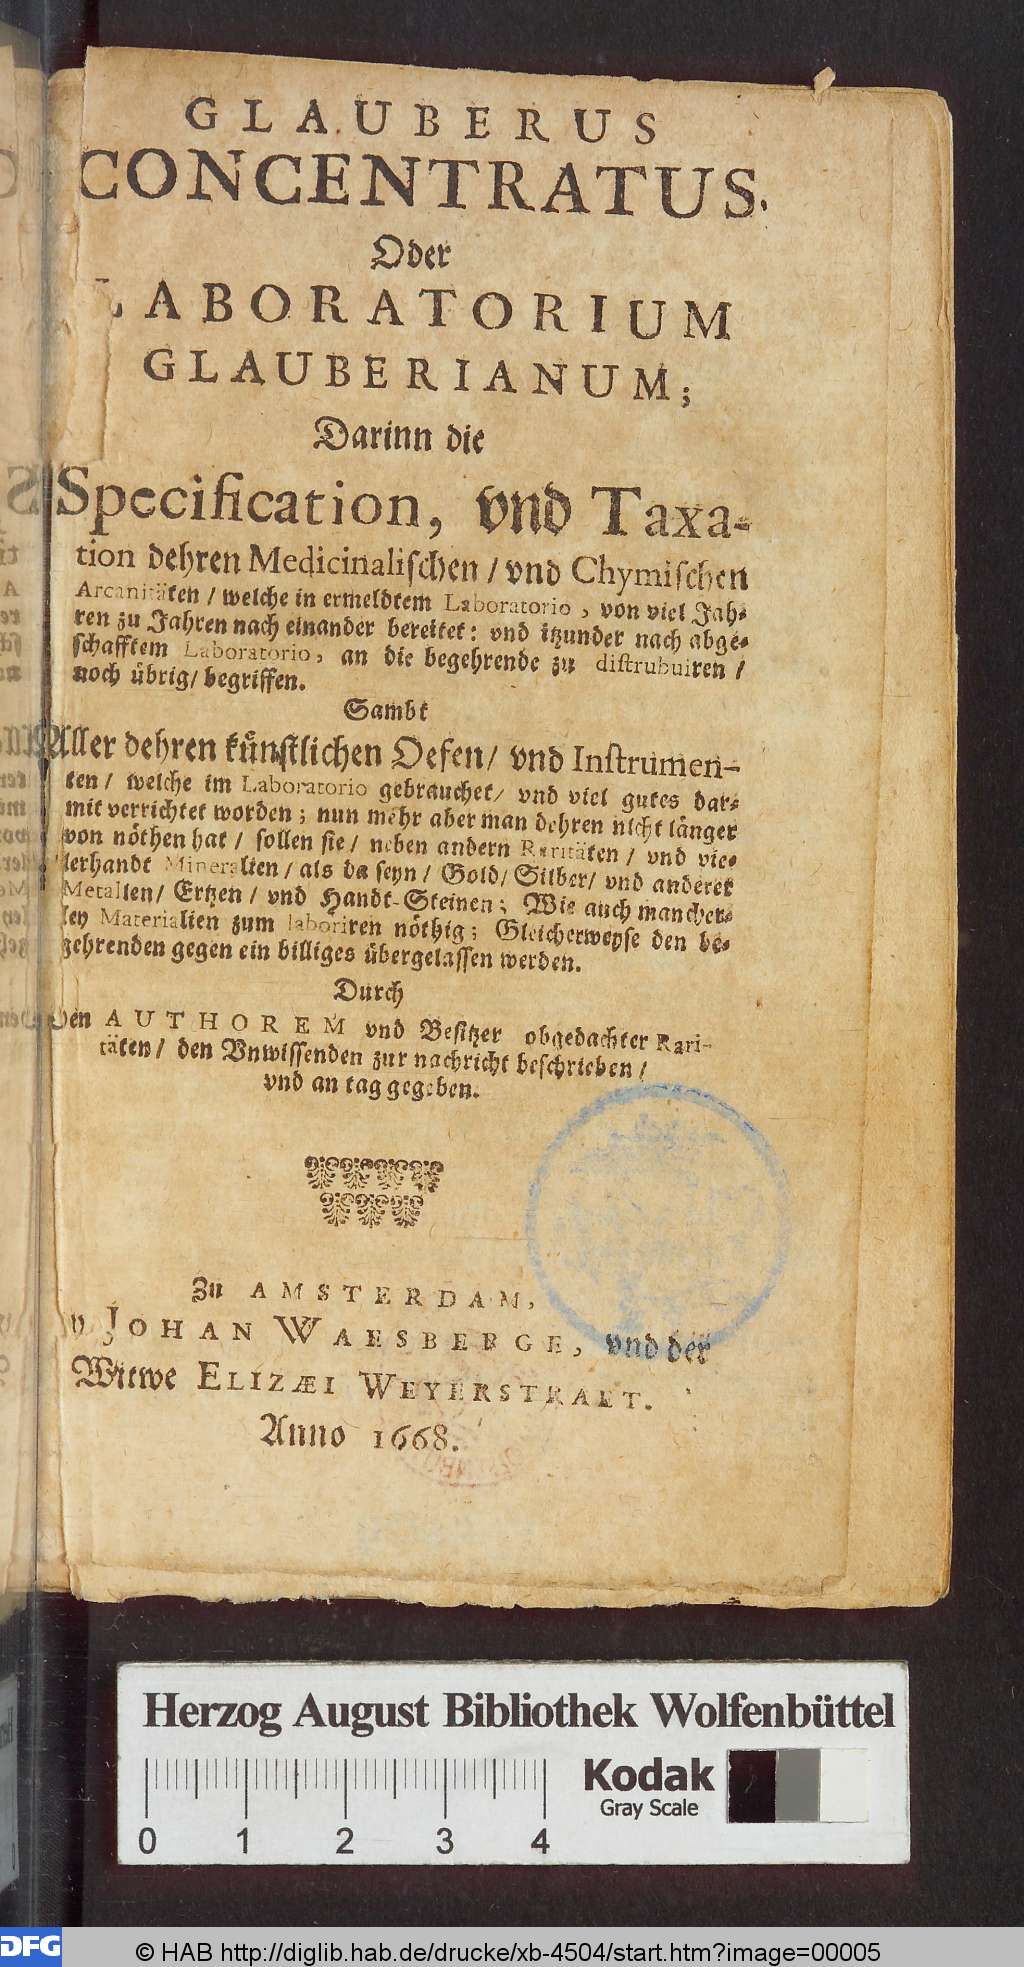 GLAUBERUS
CONCENTRATUS.
Oder
LABORATORIUM
GLAUBERIANUM;
Darinn die
Specification, vnd Taxa-
tion dehren Medicinalischen / vnd Chymischen
Arcanitäten / welche in ermeldtem Laboratorio, von viel Jah-
ren zu Jahren nach einander bereitet: vnd itzunder nach abge-
schafftem Laboratorio, an die begehrende zu distrubuiren /
noch übrig / begriffen.
Sambt
Aller dehren künstlichen Oefen / vnd Instrumen-
ten / welche im Laboratorio gebrauchet / vnd viel gutes dar-
mit verrichtet worden; nun mehr aber man dehren nicht länger
von nöthen hat / sollen sie / neben andern Raritäten / vnd vie-
lerhandt Mineralien / als da seyn / Gold / Silber / vnd anderer
Metallen / Ertzen / vnd Handt-Steinen; Wie auch mancher-
ley Materialien zum laboriren nöthig; Gleicherweyse den be-
gehrenden gegen ein billiges übergelassen werden.
Durch
den AUTHOREM vnd Besitzer obgedachter Rari-
täten / den Vnwissenden zur nachricht beschrieben /
vnd an tag gegeben.
Zu AMSTERDAM,
JOHAN WAESBERGE, vnd der
Witwe ELIZÆI WEYERSTRAET.
Anno 1668.
Herzog August Bibliothek Wolfenbüttel
Kodak
Gray Scale
0 1 2 3 4
DFG © HAB http://diglib.hab.de/drucke/xb-4504/start.htm?image=00005